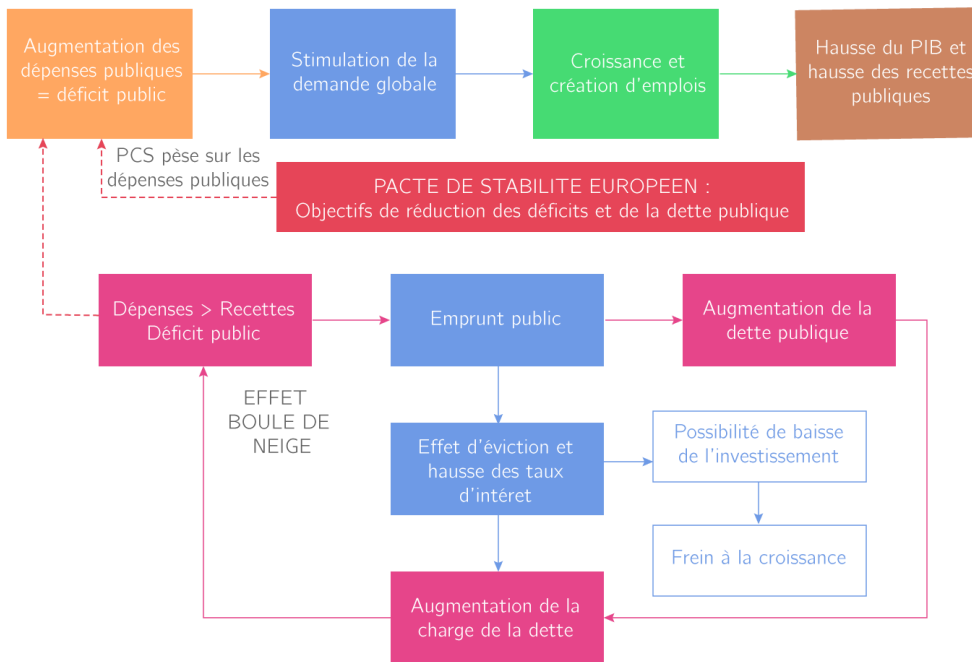 Augmentation des
dépenses publiques
= déficit public
Stimulation de la
demande globale
Croissance et
création d'emplois
Hausse du PIB et
hausse des recettes
publiques
PCS pèse sur les
dépenses publiques
PACTE DE STABILITE EUROPEEN :
Objectifs de réduction des déficits et de la dette publique
Dépenses > Recettes
Déficit public
Emprunt public
Augmentation de la
dette publique
EFFET
BOULE DE
NEIGE
Effet d'éviction et
hausse des taux
d'intéret
Possibilité de baisse
de l'investissement
Frein à la croissance
Augmentation de la
charge de la dette